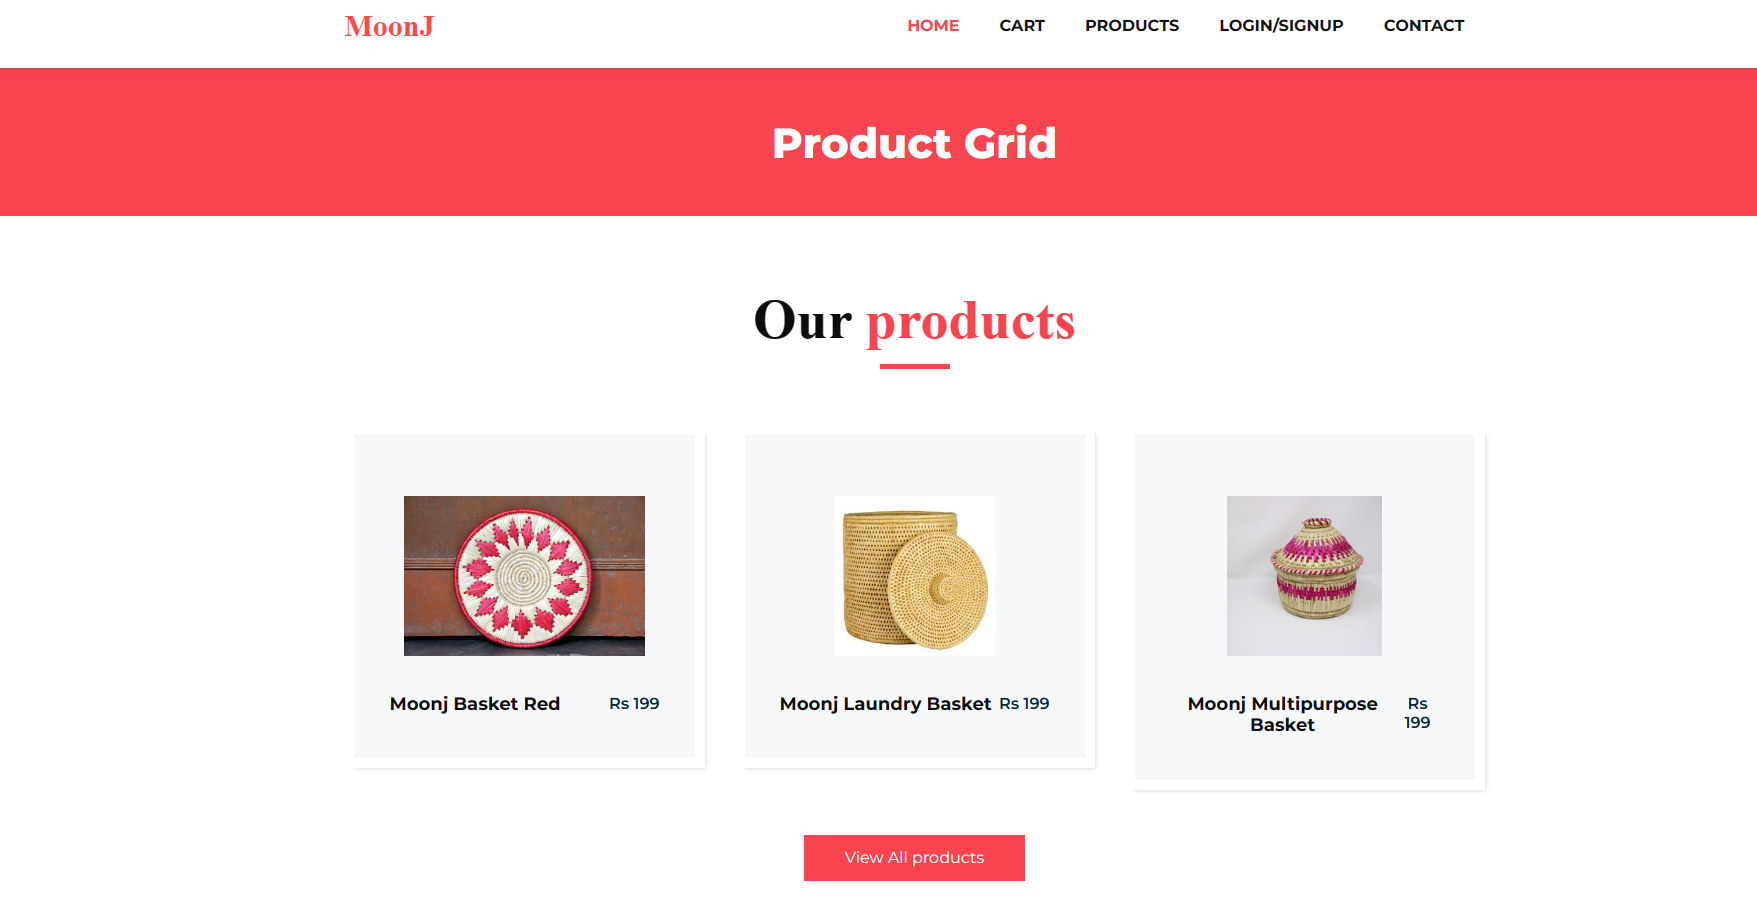 MoonJ
HOME CART PRODUCTS LOGIN/SIGNUP CONTACT
Product Grid
Our products
Moonj Basket Red Rs 199
Moonj Laundry Basket Rs 199
Moonj Multipurpose
Basket
Rs
199
View All products